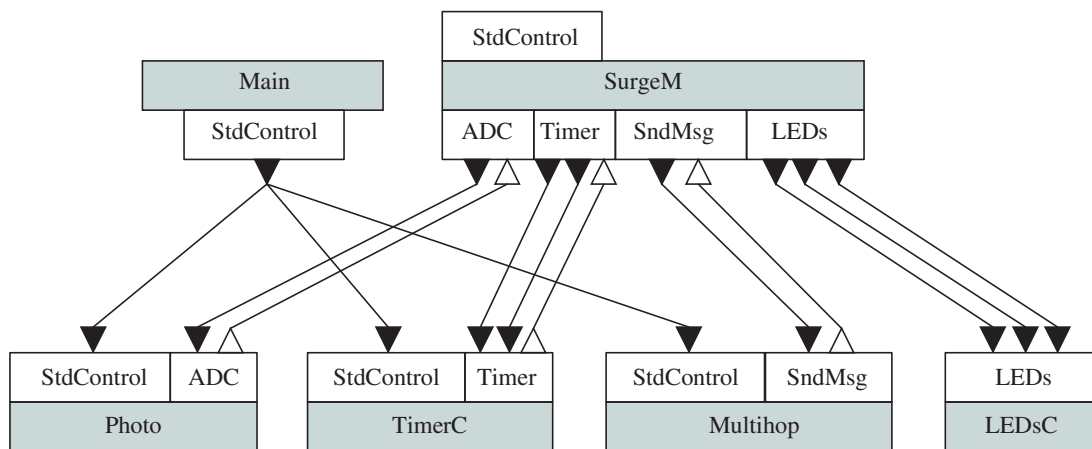 StdControl
Main
SurgeM
StdControl
ADC
Timer
SndMsg
LEDs
StdControl
ADC
StdControl
Timer
StdControl
SndMsg
LEDs
Photo
TimerC
Multihop
LEDsC